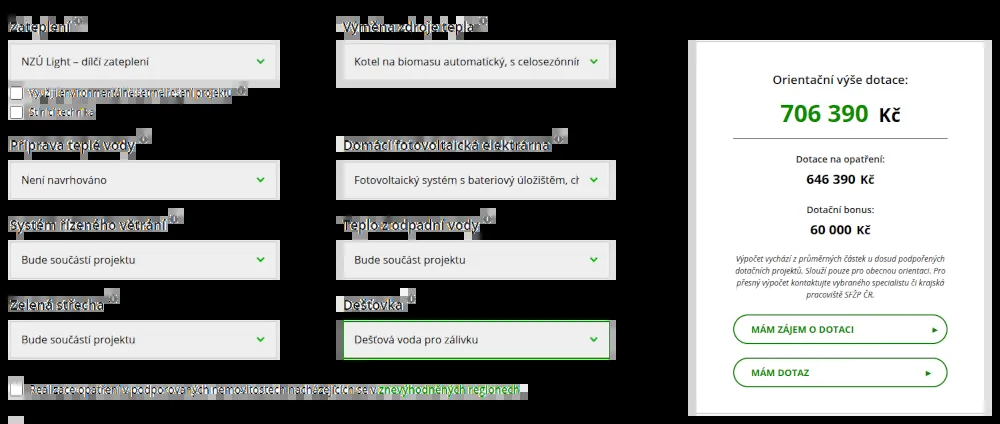 Zateplení
Výměna zdroje tepla
NZÚ Light – dílčí zateplení
Kotel na biomasu automatický, s celosezónnír
Využití environmentálně šetrného řešení projektu
Stínící technika
Příprava teplé vody
Domácí fotovoltaická elektrárna
Není navrhováno
Fotovoltaický systém s bateriový úložištěm, ch
Systém řízeného větrání
Teplo z odpadní vody
Bude součástí projektu
Bude součást projektu
Zelená střecha
Dešťovka
Bude součástí projektu
Dešťová voda pro zálivku
Realizace opatření v podporovaných nemovitostech nacházejících se v znevýhodněných regionech
Orientační výše dotace:
706 390 Kč
Dotace na opatření:
646 390 Kč
Dotační bonus:
60 000 Kč
Výpočet vychází z průměrných částek u dosud podpořených
dotačních projektů. Slouží pouze pro obecnou orientaci. Pro
přesný výpočet kontaktujte vybraného specialistu či krajská
pracoviště SFŽP ČR.
MÁM ZÁJEM O DOTACI
MÁM DOTAZ